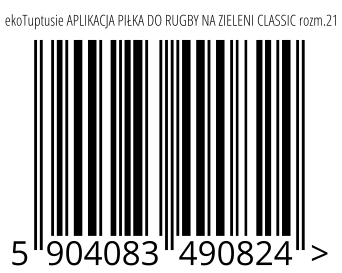 ekoTuptusie APLIKACJA PIŁKA DO RUGBY NA ZIELENI CLASSIC rozm.21
5 904083 490824 >